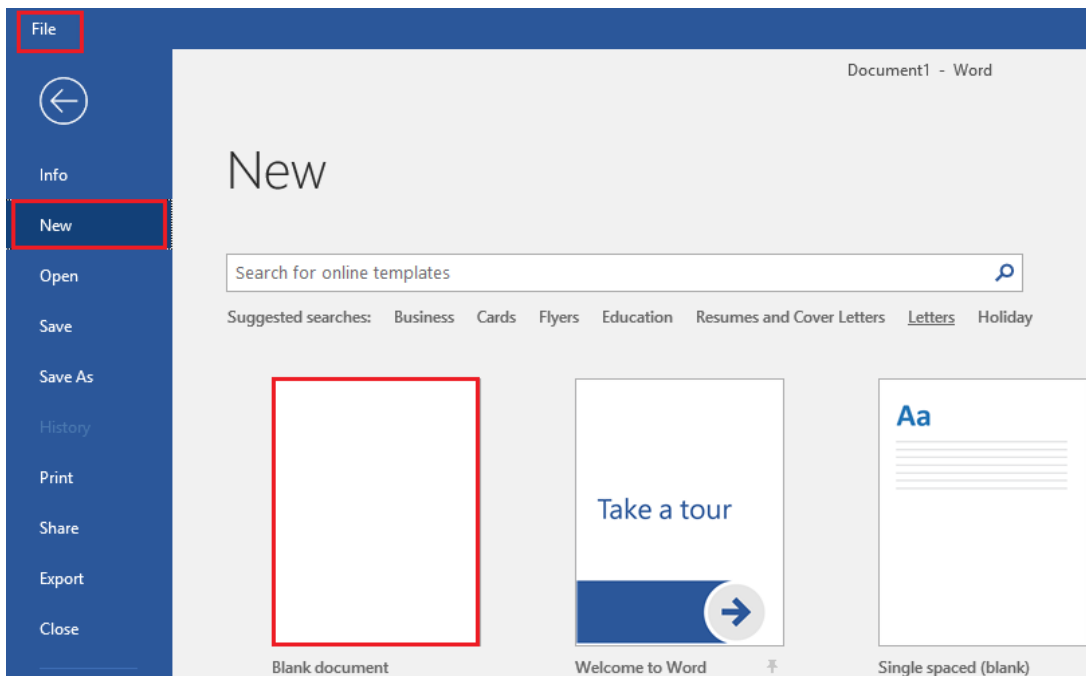 File
Document1 - Word
Info
New
Open
Save
Save As
History
Print
Share
Export
Close
New
Search for online templates
Suggested searches: Business Cards Flyers Education Resumes and Cover Letters Letters Holiday
Take a tour
Aa
Blank document
Welcome to Word
Single spaced (blank)